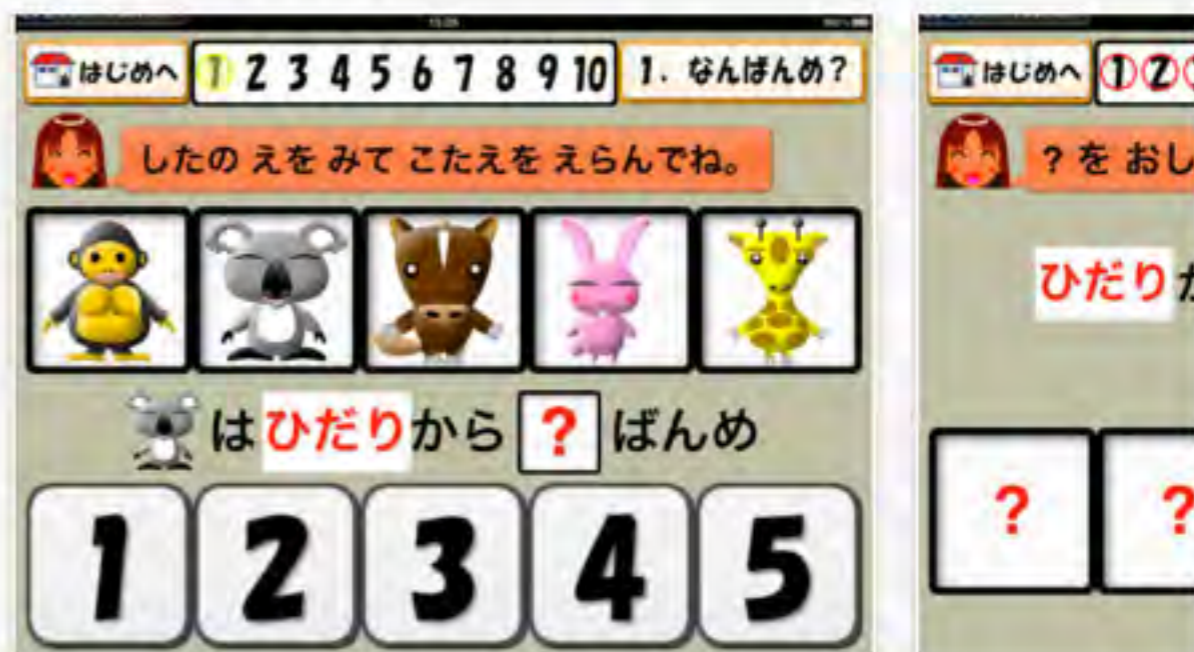 はじめへ 1 2 3 4 5 6 7 8 9 10 1. なんばんめ?
したの えを みて こたえを えらんでね。
は ひだりから ? ばんめ
1 2 3 4 5
はじめへ 1 2
? を おし
ひだり
? ?